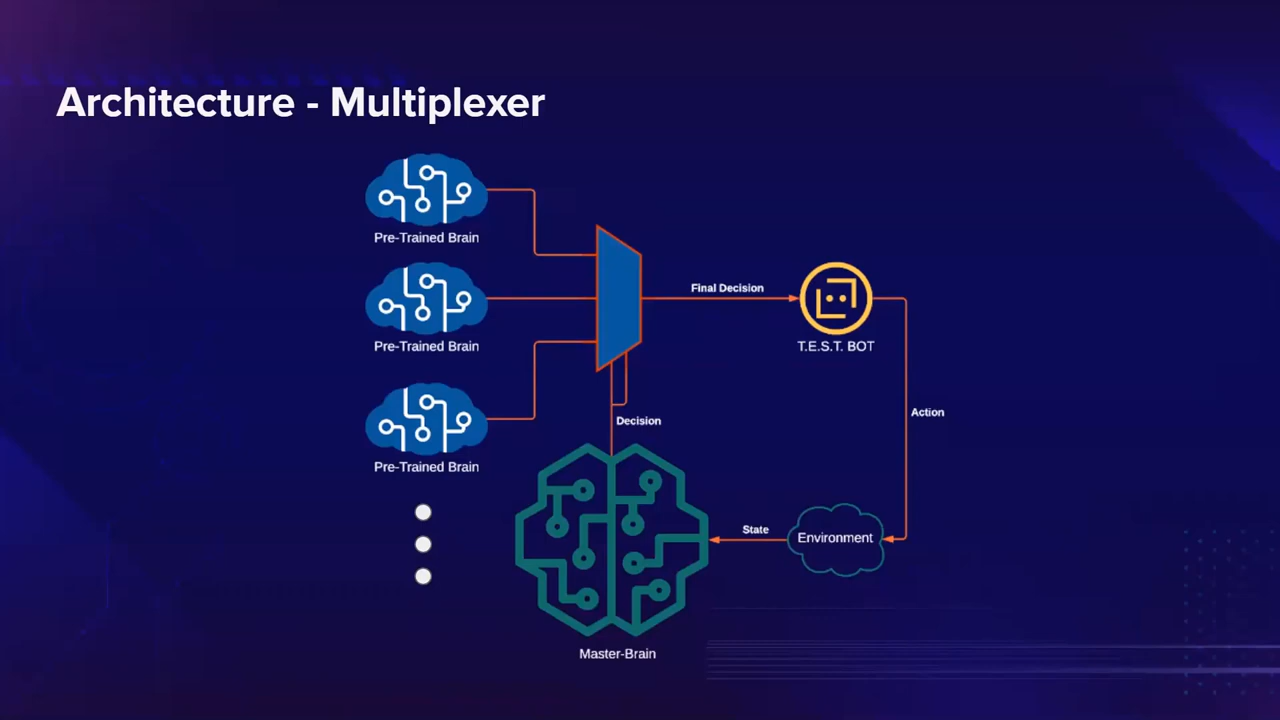 Architecture - Multiplexer
Pre-Trained Brain
Pre-Trained Brain
Pre-Trained Brain
Final Decision
T.E.S.T. BOT
Action
Decision
State
Environment
Master-Brain